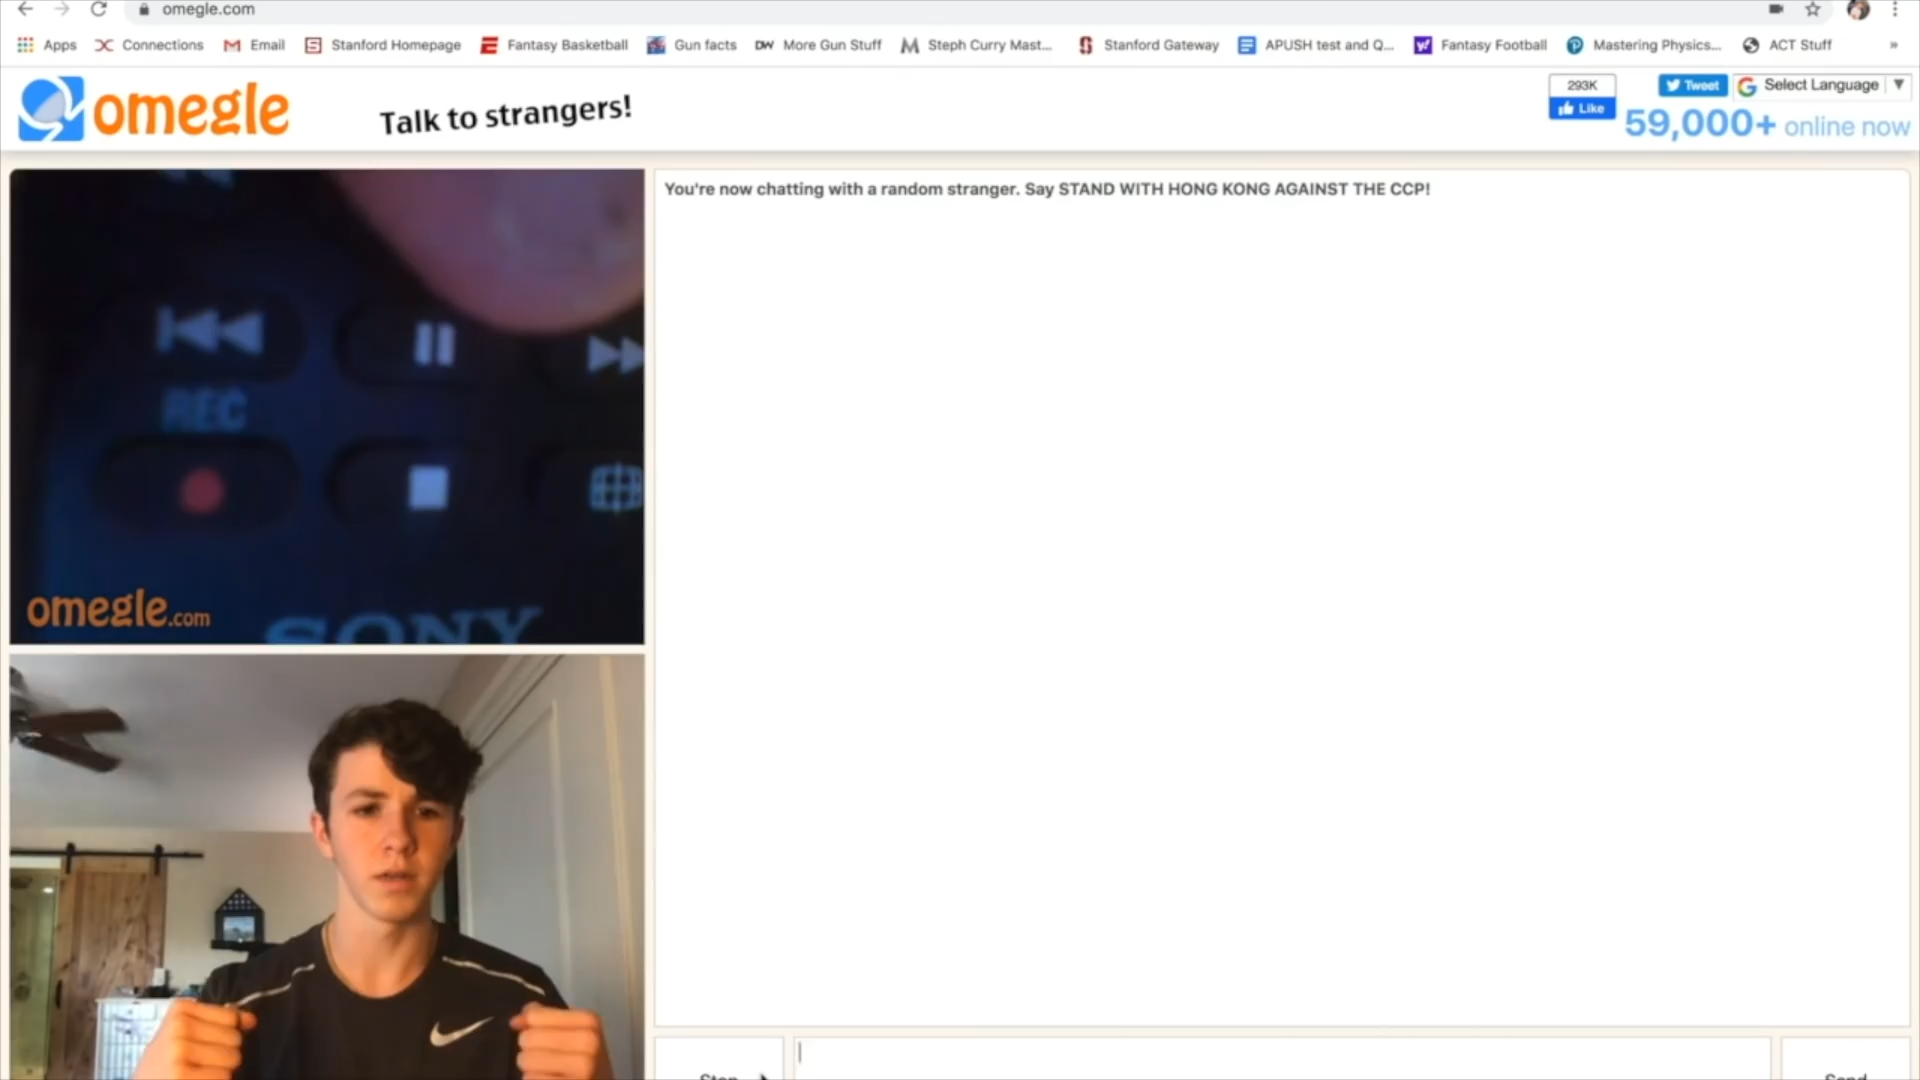 omegle.com
Apps Connections Email Stanford Homepage Fantasy Basketball Gun facts DW More Gun Stuff Steph Curry Mast... Stanford Gateway APUSH test and Q... Fantasy Football Mastering Physics... ACT Stuff »
omegle Talk to strangers!
293K
Like
Tweet
Select Language
59,000+ online now
REC
omegle.com
SONY
You're now chatting with a random stranger. Say STAND WITH HONG KONG AGAINST THE CCP!
Stop
Send